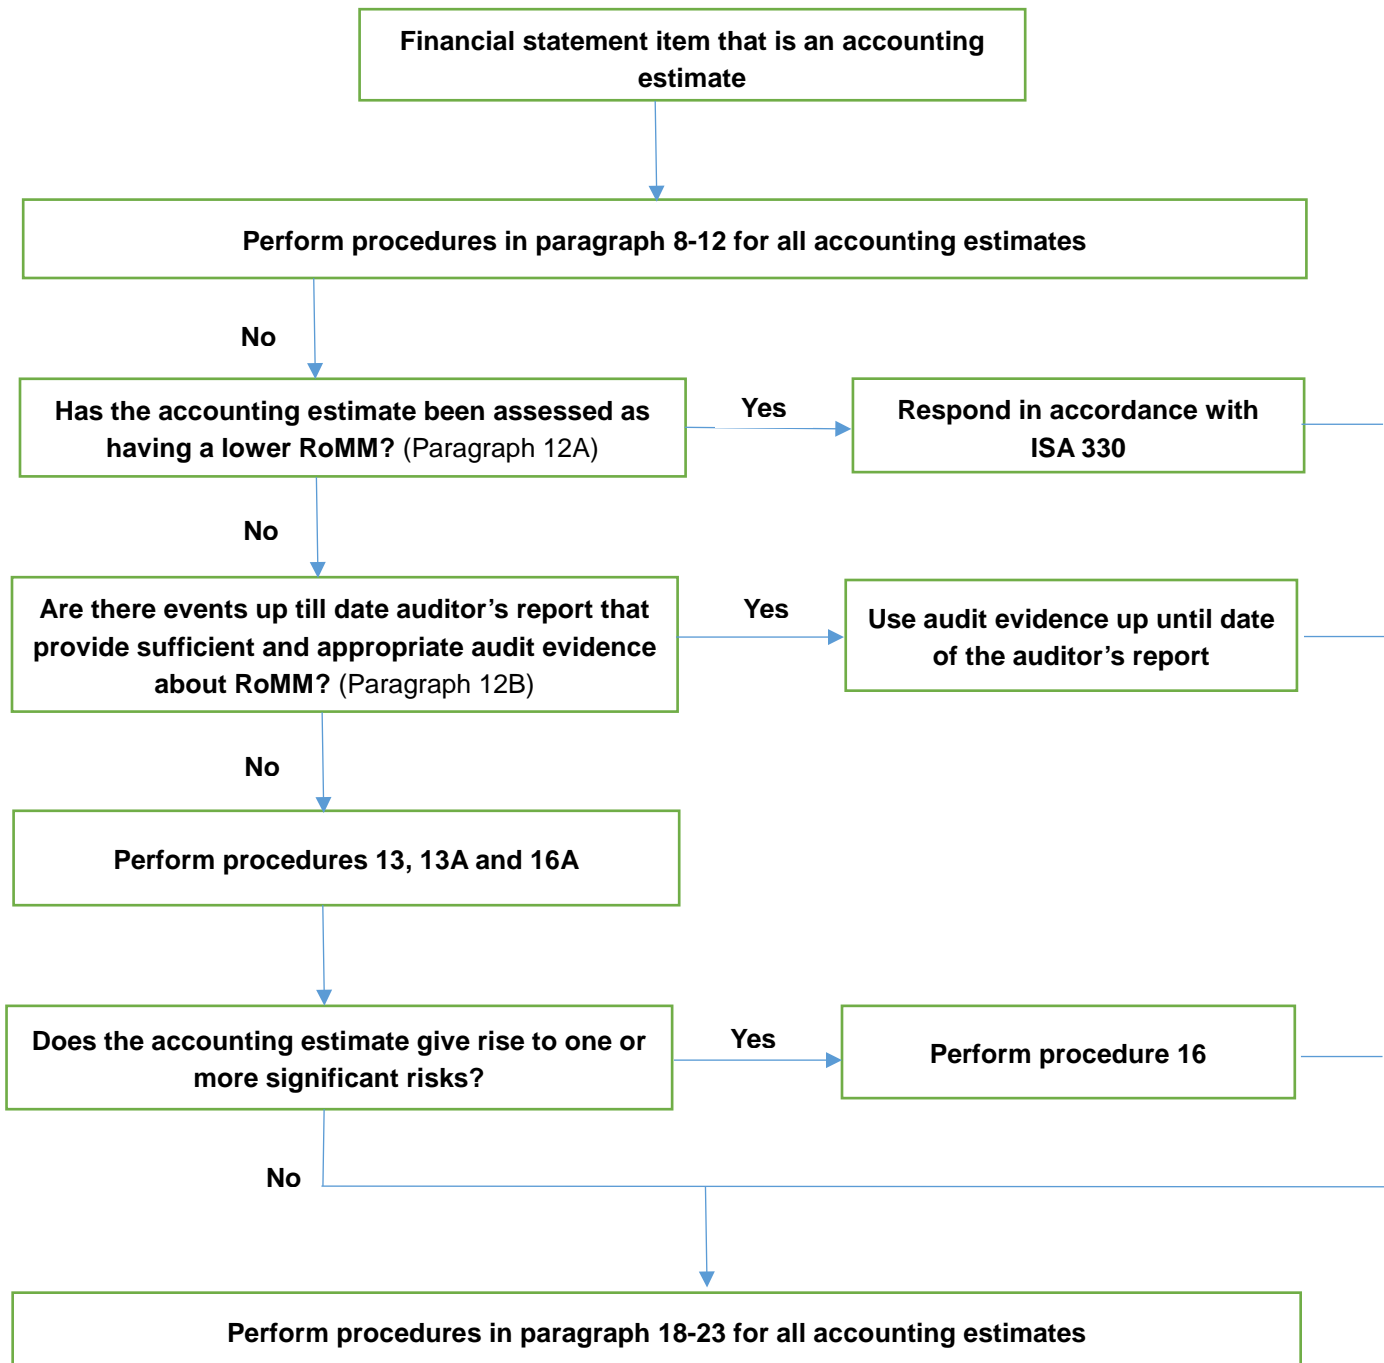 Financial statement item that is an accounting
estimate
Perform procedures in paragraph 8-12 for all accounting estimates
No
Has the accounting estimate been assessed as
having a lower RoMM? (Paragraph 12A)
Yes
Respond in accordance with
ISA 330
No
Are there events up till date auditor’s report that
provide sufficient and appropriate audit evidence
about RoMM? (Paragraph 12B)
Yes
Use audit evidence up until date
of the auditor’s report
No
Perform procedures 13, 13A and 16A
Does the accounting estimate give rise to one or
more significant risks?
Yes
Perform procedure 16
No
Perform procedures in paragraph 18-23 for all accounting estimates